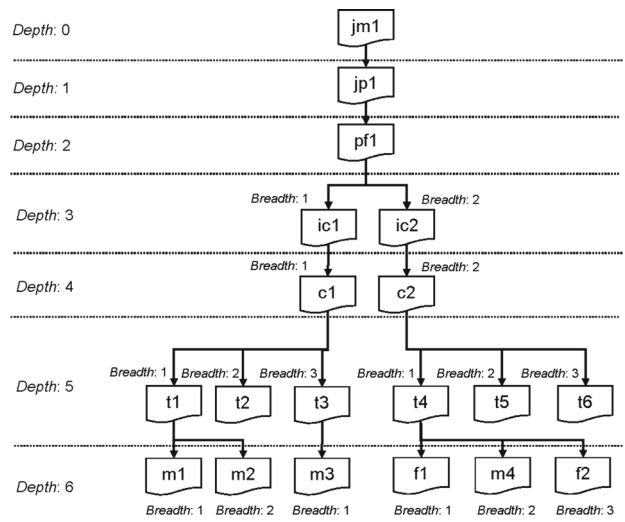 Depth: 0
jm1
Depth: 1
jp1
Depth: 2
pf1
Breadth: 1 Breadth: 2
Depth: 3
ic1 ic2
Breadth: 1 Breadth: 2
Depth: 4
c1 c2
Breadth: 1 Breadth: 2 Breadth: 3 Breadth: 1 Breadth: 2 Breadth: 3
Depth: 5
t1 t2 t3 t4 t5 t6
m1 m2 m3 f1 m4 f2
Depth: 6
Breadth: 1 Breadth: 2 Breadth: 1 Breadth: 1 Breadth: 2 Breadth: 3